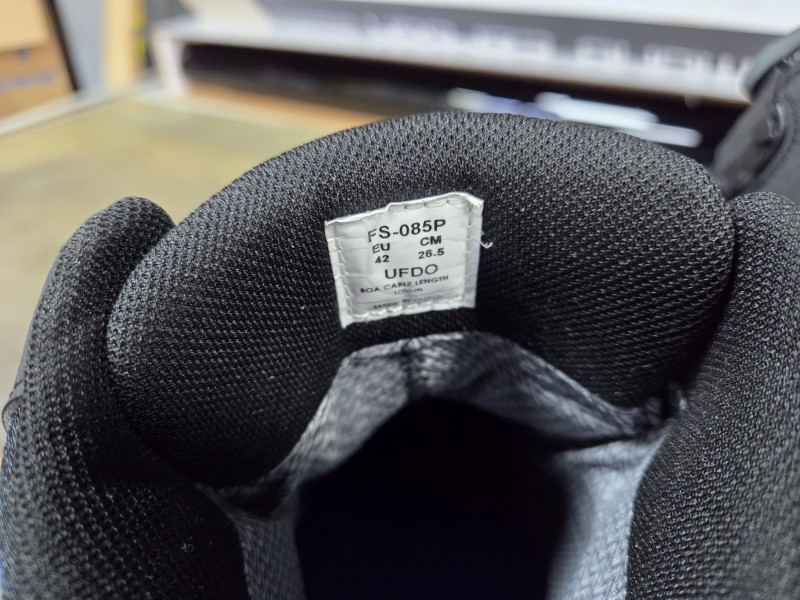 FS-085P
EU CM
42 26.5
UFDO
BOA CABLE LENGTH